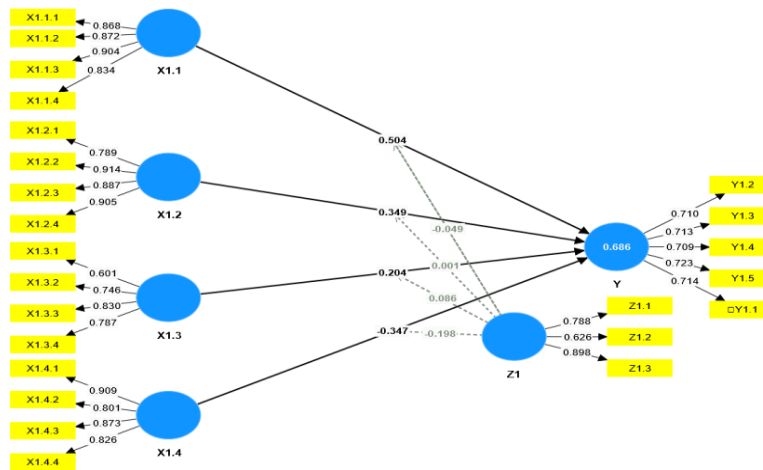 X1.1.1
0.868
X1.1.2
0.872
0.904
X1.1.3
0.834
X1.1.4
X1.1
X1.2.1
0.789
X1.2.2
0.914
X1.2.3
0.887
0.905
X1.2.4
X1.2
X1.3.1
0.601
X1.3.2
0.746
X1.3.3
0.830
0.787
X1.3.4
X1.3
X1.4.1
0.909
X1.4.2
0.801
X1.4.3
0.873
0.826
X1.4.4
X1.4
0.504
0.349
-0.049
0.001
0.204
0.086
-0.347
-0.198
0.686
Y
Y1.2
0.710
Y1.3
0.713
Y1.4
0.709
0.723
Y1.5
0.714
□Y1.1
Z1
Z1.1
0.788
Z1.2
0.626
0.898
Z1.3